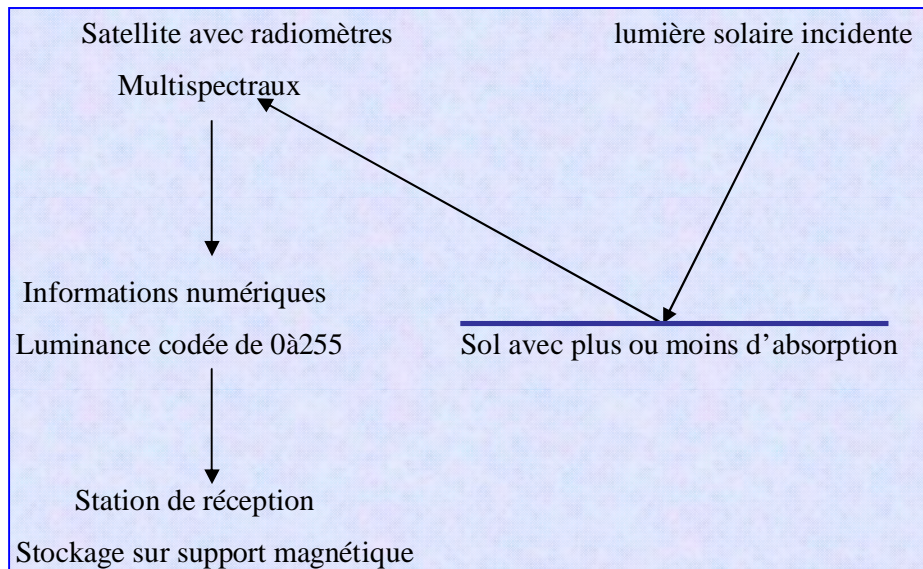 Satellite avec radiomètres
Multispectraux
lumière solaire incidente
Informations numériques
Luminance codée de 0à255
Sol avec plus ou moins d’absorption
Station de réception
Stockage sur support magnétique